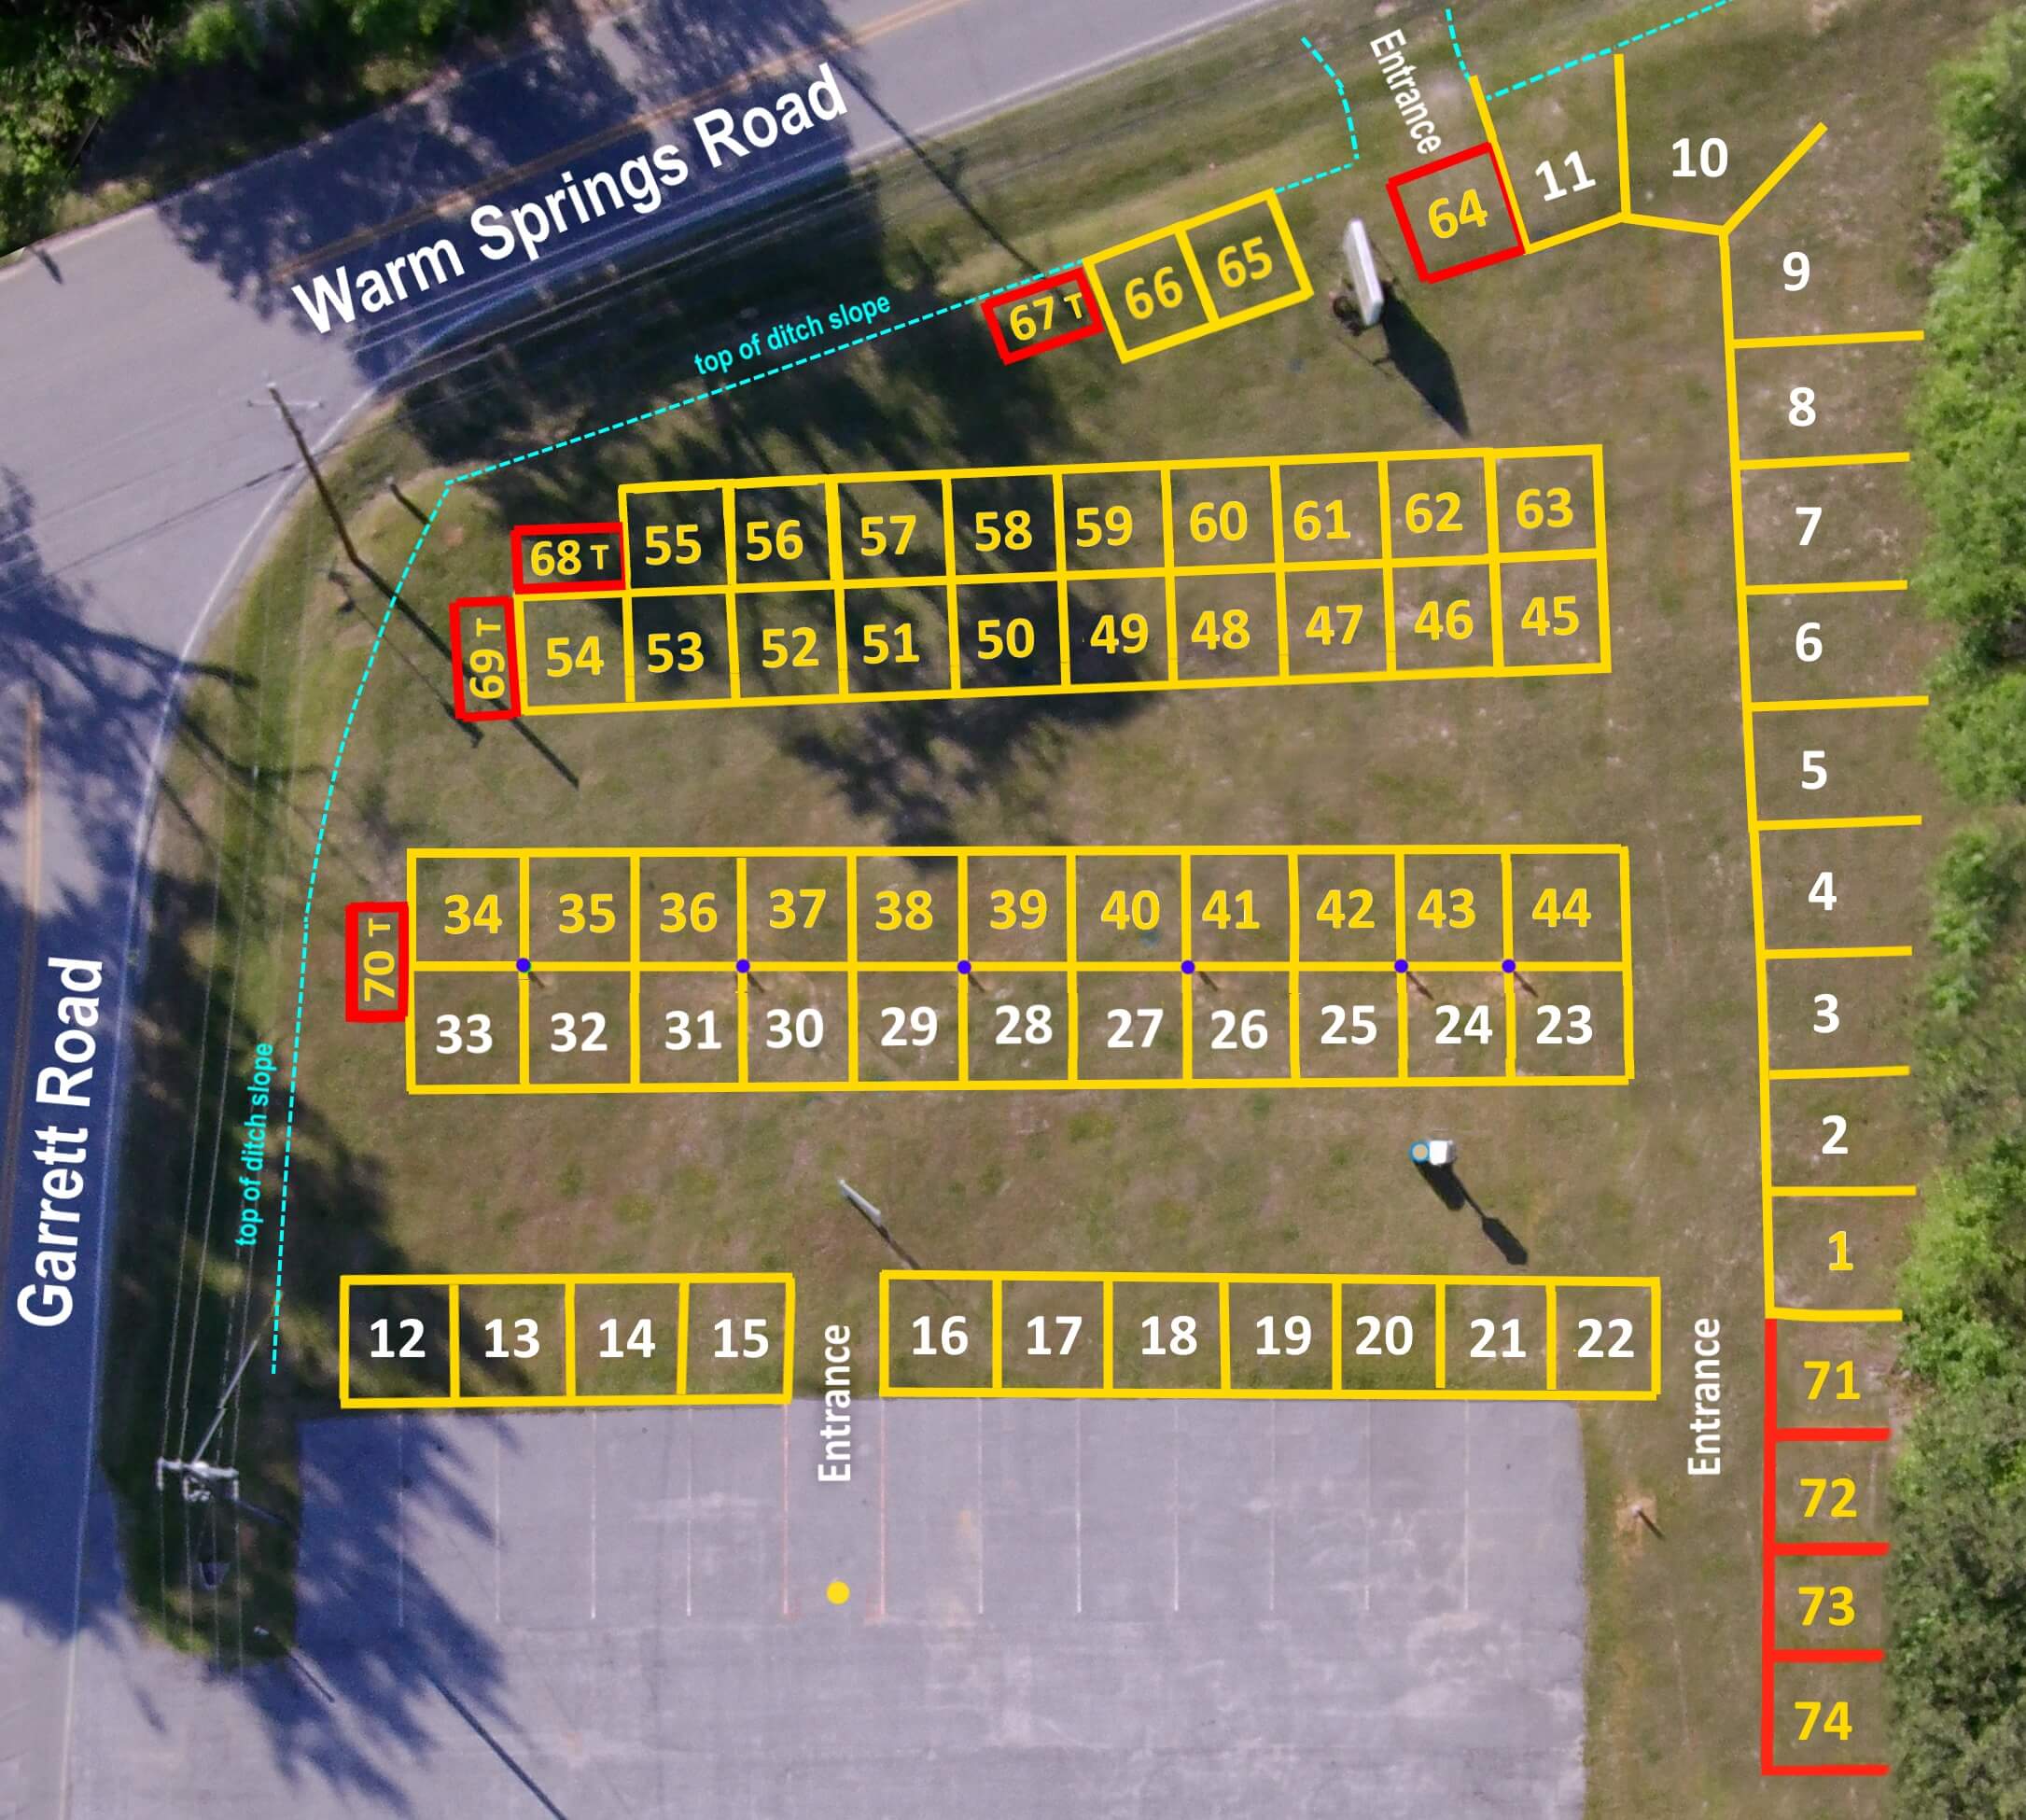 Entrance
Warm Springs Road
10
11
64
9
65
66
67 T
top of ditch slope
8
55 56 57 58 59 60 61 62 63
68 T
7
54 53 52 51 50 49 48 47 46 45
69 T
6
5
34 35 36 37 38 39 40 41 42 43 44
4
70 T
33 32 31 30 29 28 27 26 25 24 23
3
Garrett Road
top of ditch slope
2
1
12 13 14 15
Entrance
16 17 18 19 20 21 22
Entrance
71
72
73
74